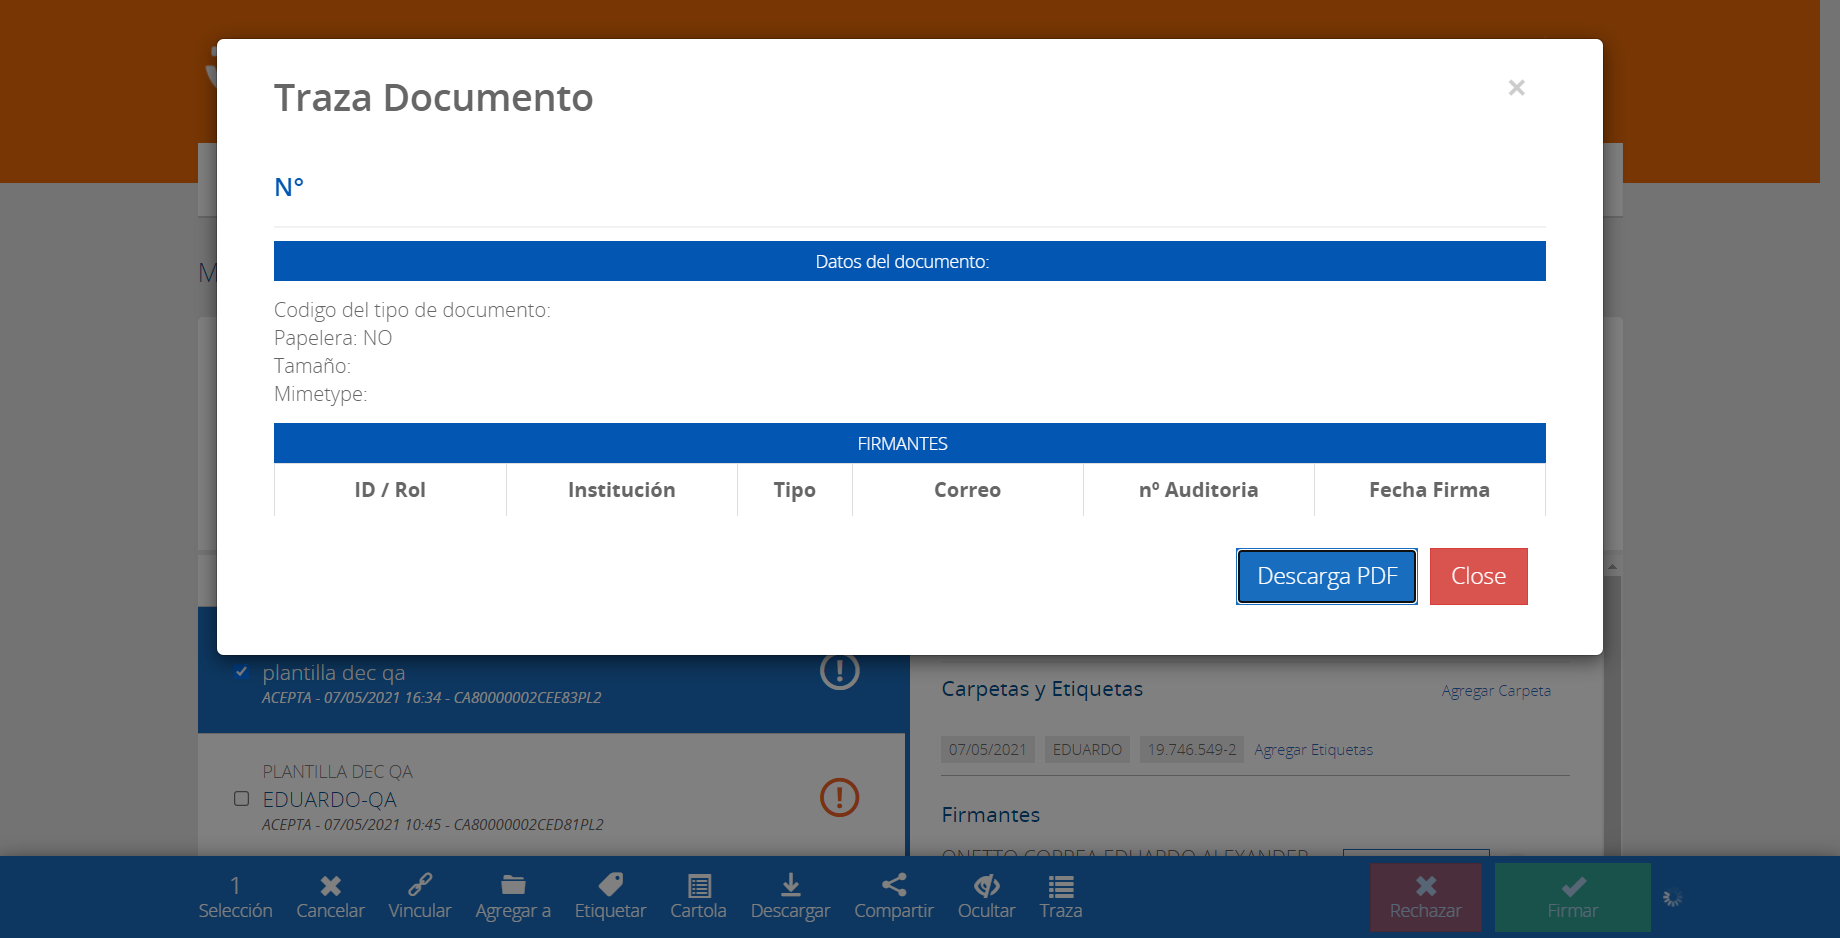 Traza Documento
×
N°
Datos del documento:
Codigo del tipo de documento:
Papelera: NO
Tamaño:
Mimetype:
FIRMANTES
ID / Rol Institución Tipo Correo nº Auditoria Fecha Firma
Descarga PDF Close
M
plantilla dec qa
ACEPTA - 07/05/2021 16:34 - CA80000002CEE83PL2
PLANTILLA DEC QA
EDUARDO-QA
ACEPTA - 07/05/2021 10:45 - CA80000002CED81PL2
Carpetas y Etiquetas Agregar Carpeta
07/05/2021 EDUARDO 19.746.549-2 Agregar Etiquetas
Firmantes
ONETTO CORREA EDUARDO ALEXANDER
1
Selección Cancelar Vincular Agregar a Etiquetar Cartola Descargar Compartir Ocultar Traza Rechazar Firmar